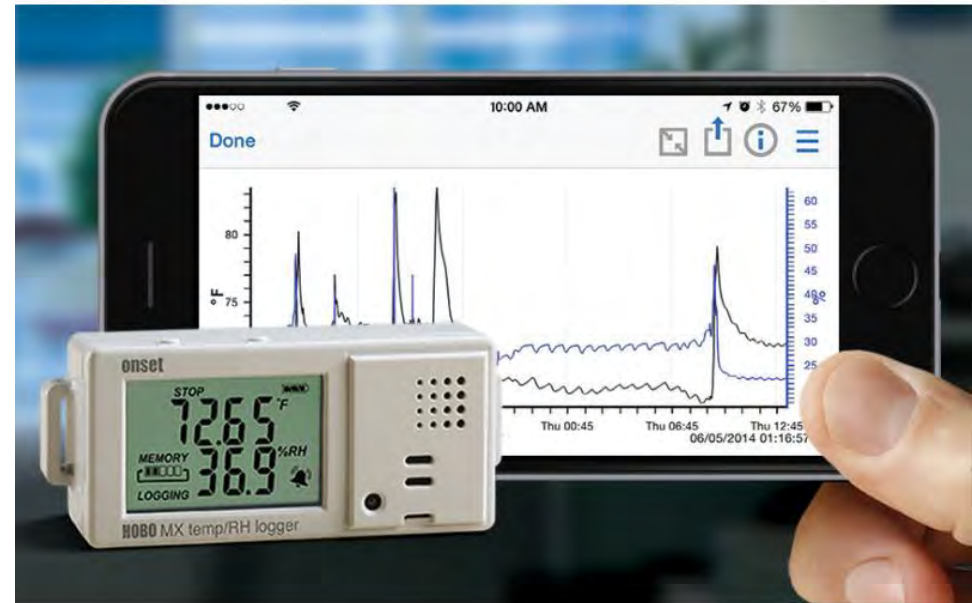 10:00 AM
67%
Done
80
75
°F
60
55
50
45
40
35
30
25
%
Thu 00:45
Thu 06:45
Thu 12:45
06/05/2014 01:16:57
onset
STOP
72.65°F
MEMORY
36.9%RH
LOGGING
HOBO MX temp/RH logger